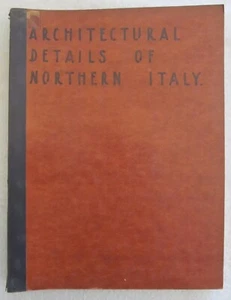 ARCHITECTURAL
DETAILS OF
NORTHERN ITALY.